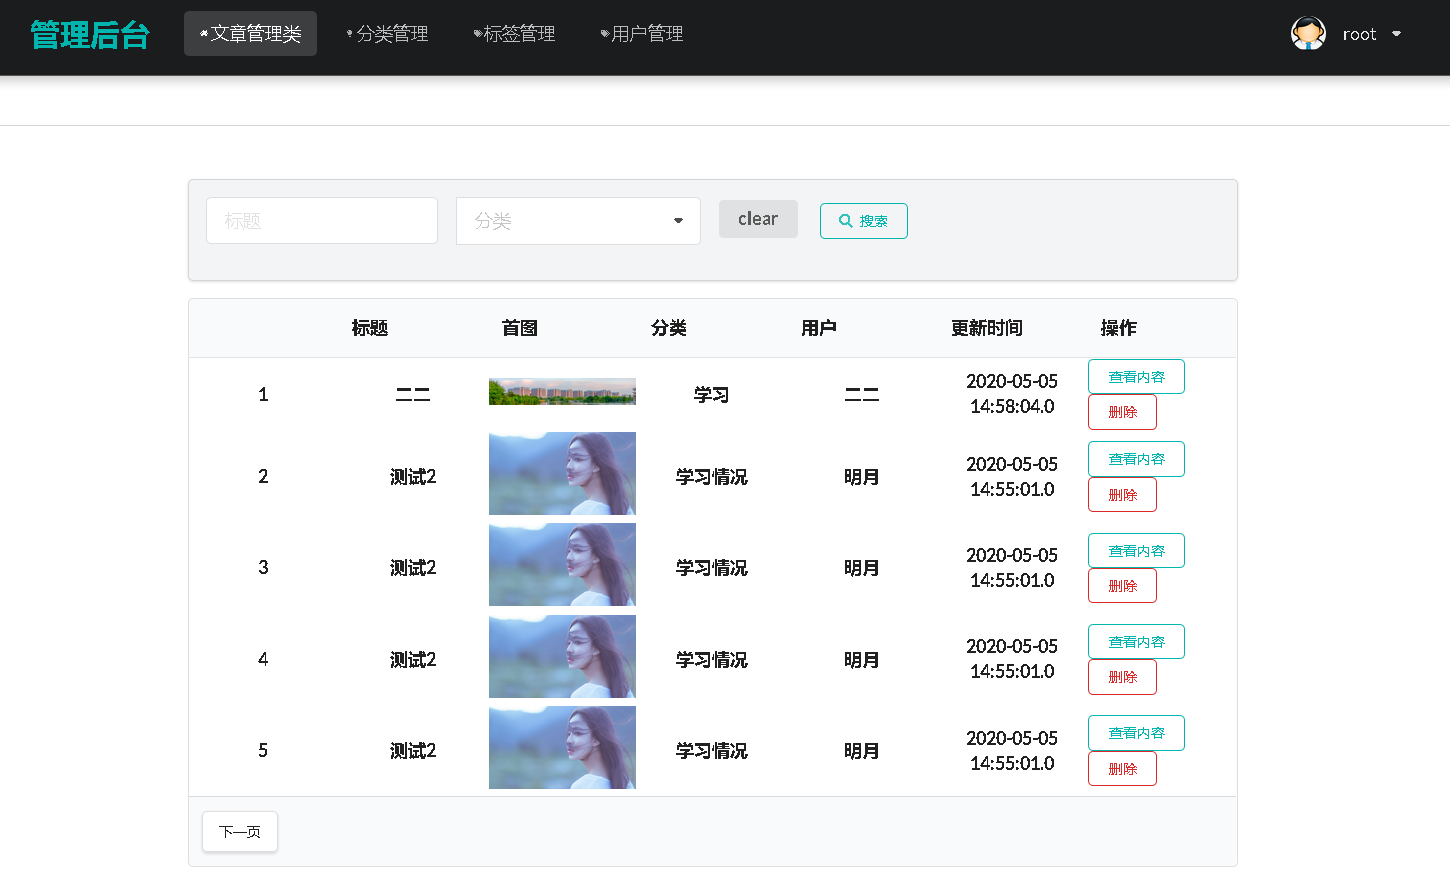 管理后台 文章管理类 分类管理 标签管理 用户管理 root
标题 分类 clear 搜索
标题 首图 分类 用户 更新时间 操作
1 二二 学习 二二 2020-05-05 14:58:04.0 查看内容 删除
2 测试2 学习情况 明月 2020-05-05 14:55:01.0 查看内容 删除
3 测试2 学习情况 明月 2020-05-05 14:55:01.0 查看内容 删除
4 测试2 学习情况 明月 2020-05-05 14:55:01.0 查看内容 删除
5 测试2 学习情况 明月 2020-05-05 14:55:01.0 查看内容 删除
下一页